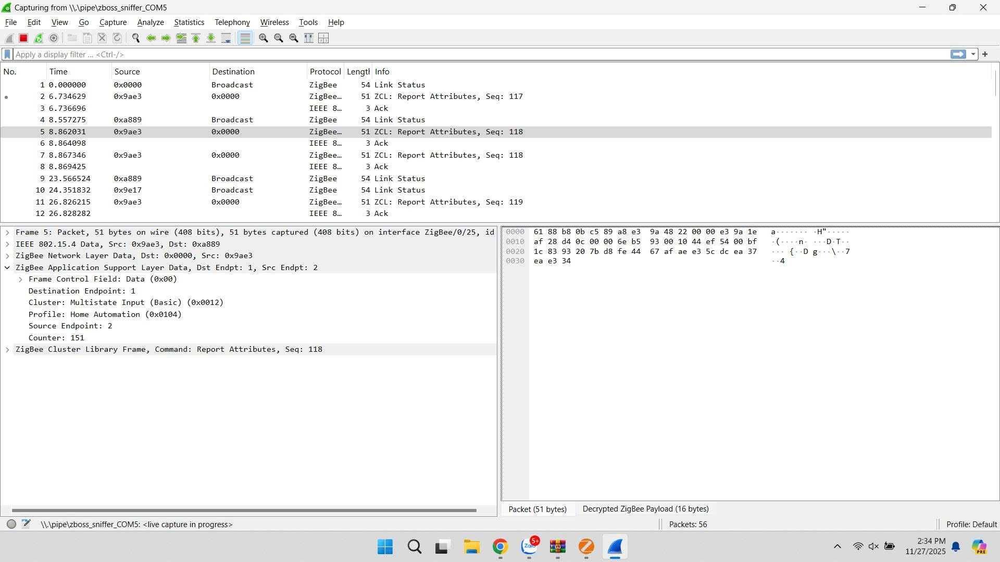 Capturing from \\.\pipe\zboss_sniffer_COM5
File Edit View Go Capture Analyze Statistics Telephony Wireless Tools Help
Apply a display filter … <Ctrl-/>
No. Time Source Destination Protocol Length Info
1 0.000000 0x0000 Broadcast ZigBee 54 Link Status
2 6.734629 0x9ae3 0x0000 ZigBee… 51 ZCL: Report Attributes, Seq: 117
3 6.736696 IEEE 8… 3 Ack
4 8.557275 0xa889 Broadcast ZigBee 54 Link Status
5 8.862031 0x9ae3 0x0000 ZigBee… 51 ZCL: Report Attributes, Seq: 118
6 8.864098 IEEE 8… 3 Ack
7 8.867346 0x9ae3 0x0000 ZigBee… 51 ZCL: Report Attributes, Seq: 118
8 8.869425 IEEE 8… 3 Ack
9 23.566524 0xa889 Broadcast ZigBee 54 Link Status
10 24.351832 0x9e17 Broadcast ZigBee 54 Link Status
11 26.826215 0x9ae3 0x0000 ZigBee… 51 ZCL: Report Attributes, Seq: 119
12 26.828282 IEEE 8… 3 Ack
Frame 5: Packet, 51 bytes on wire (408 bits), 51 bytes captured (408 bits) on interface ZigBee/0/25, id
IEEE 802.15.4 Data, Src: 0x9ae3, Dst: 0xa889
ZigBee Network Layer Data, Dst: 0x0000, Src: 0x9ae3
ZigBee Application Support Layer Data, Dst Endpt: 1, Src Endpt: 2
Frame Control Field: Data (0x00)
Destination Endpoint: 1
Cluster: Multistate Input (Basic) (0x0012)
Profile: Home Automation (0x0104)
Source Endpoint: 2
Counter: 151
ZigBee Cluster Library Frame, Command: Report Attributes, Seq: 118
0000 61 88 b8 0b c5 89 a8 e3 9a 48 22 00 00 e3 9a 1e a······· ·H"·····
0010 af 28 d4 0c 00 00 6e b5 93 00 10 44 ef 54 00 bf ·(····n· ···D·T··
0020 1c 83 93 20 7b d8 fe 44 67 af ae e3 5c dc ea 37 ··· {··D g···\··7
0030 ea e3 34 ··4
Packet (51 bytes) Decrypted ZigBee Payload (16 bytes)
\\.\pipe\zboss_sniffer_COM5: <live capture in progress> Packets: 56 Profile: Default
Zalo 5+
2:34 PM
11/27/2025
PRE